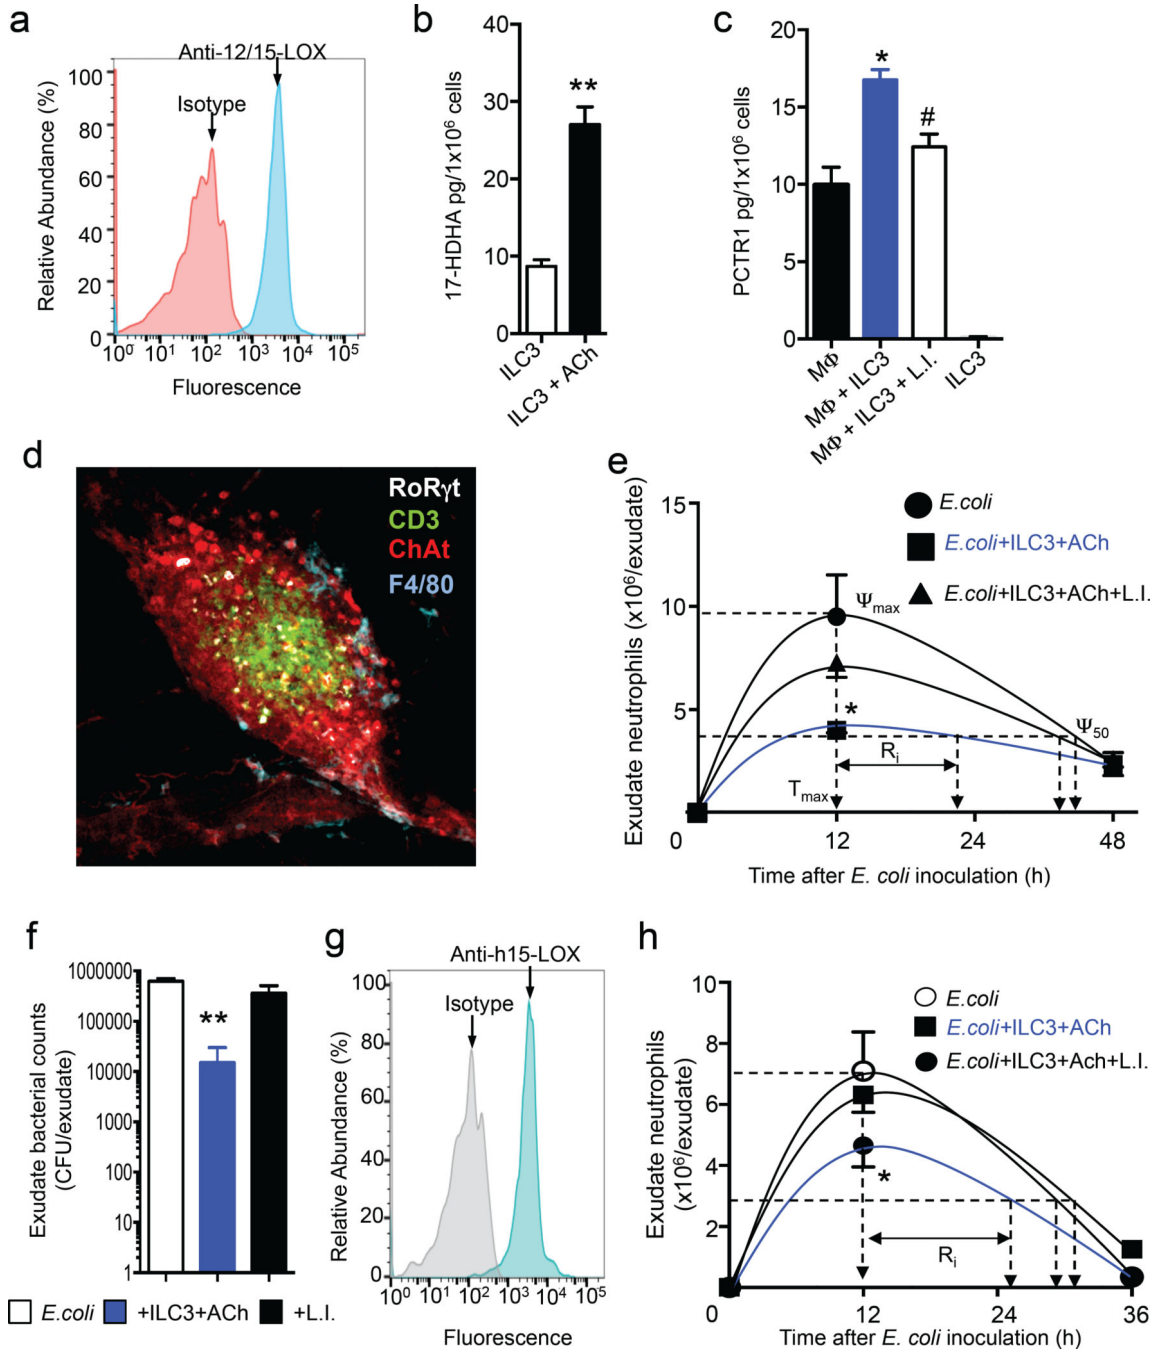 a
Anti-12/15-LOX
Isotype
Relative Abundance (%)
100
80
60
40
20
0
10⁰ 10¹ 10² 10³ 10⁴ 10⁵
Fluorescence
b
17-HDHA pg/1x10⁶ cells
40
30
20
10
0
**
ILC3
ILC3 + ACh
c
PCTR1 pg/1x10⁶ cells
20
15
10
5
0
*
#
MΦ
MΦ + ILC3
MΦ + ILC3 + L.I.
ILC3
d
RoRγt
CD3
ChAt
F4/80
e
Exudate neutrophils (x10⁶/exudate)
15
10
5
E.coli
E.coli+ILC3+ACh
E.coli+ILC3+ACh+L.I.
Ψmax
Ψ50
*
Ri
Tmax
0 12 24 48
Time after E. coli inoculation (h)
f
Exudate bacterial counts
(CFU/exudate)
1000000
100000
10000
1000
100
10
1
**
E.coli +ILC3+ACh +L.I.
g
Anti-h15-LOX
Isotype
Relative Abundance (%)
100
80
60
40
20
0
10⁰ 10¹ 10² 10³ 10⁴ 10⁵
Fluorescence
h
Exudate neutrophils
(x10⁶/exudate)
10
8
6
4
2
E.coli
E.coli+ILC3+ACh
E.coli+ILC3+Ach+L.I.
*
Ri
0 12 24 36
Time after E. coli inoculation (h)